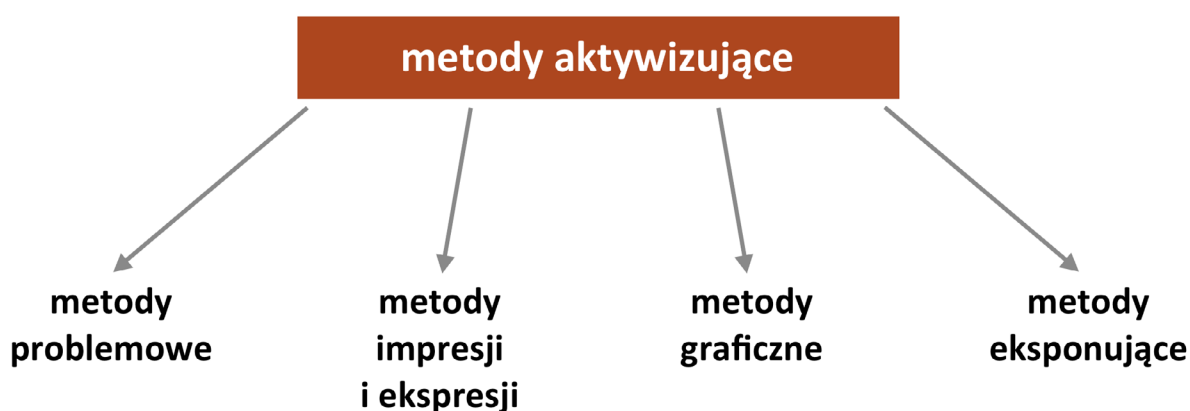 metody aktywizujące
metody
problemowe
metody
impresji
i ekspresji
metody
graficzne
metody
eksponujące